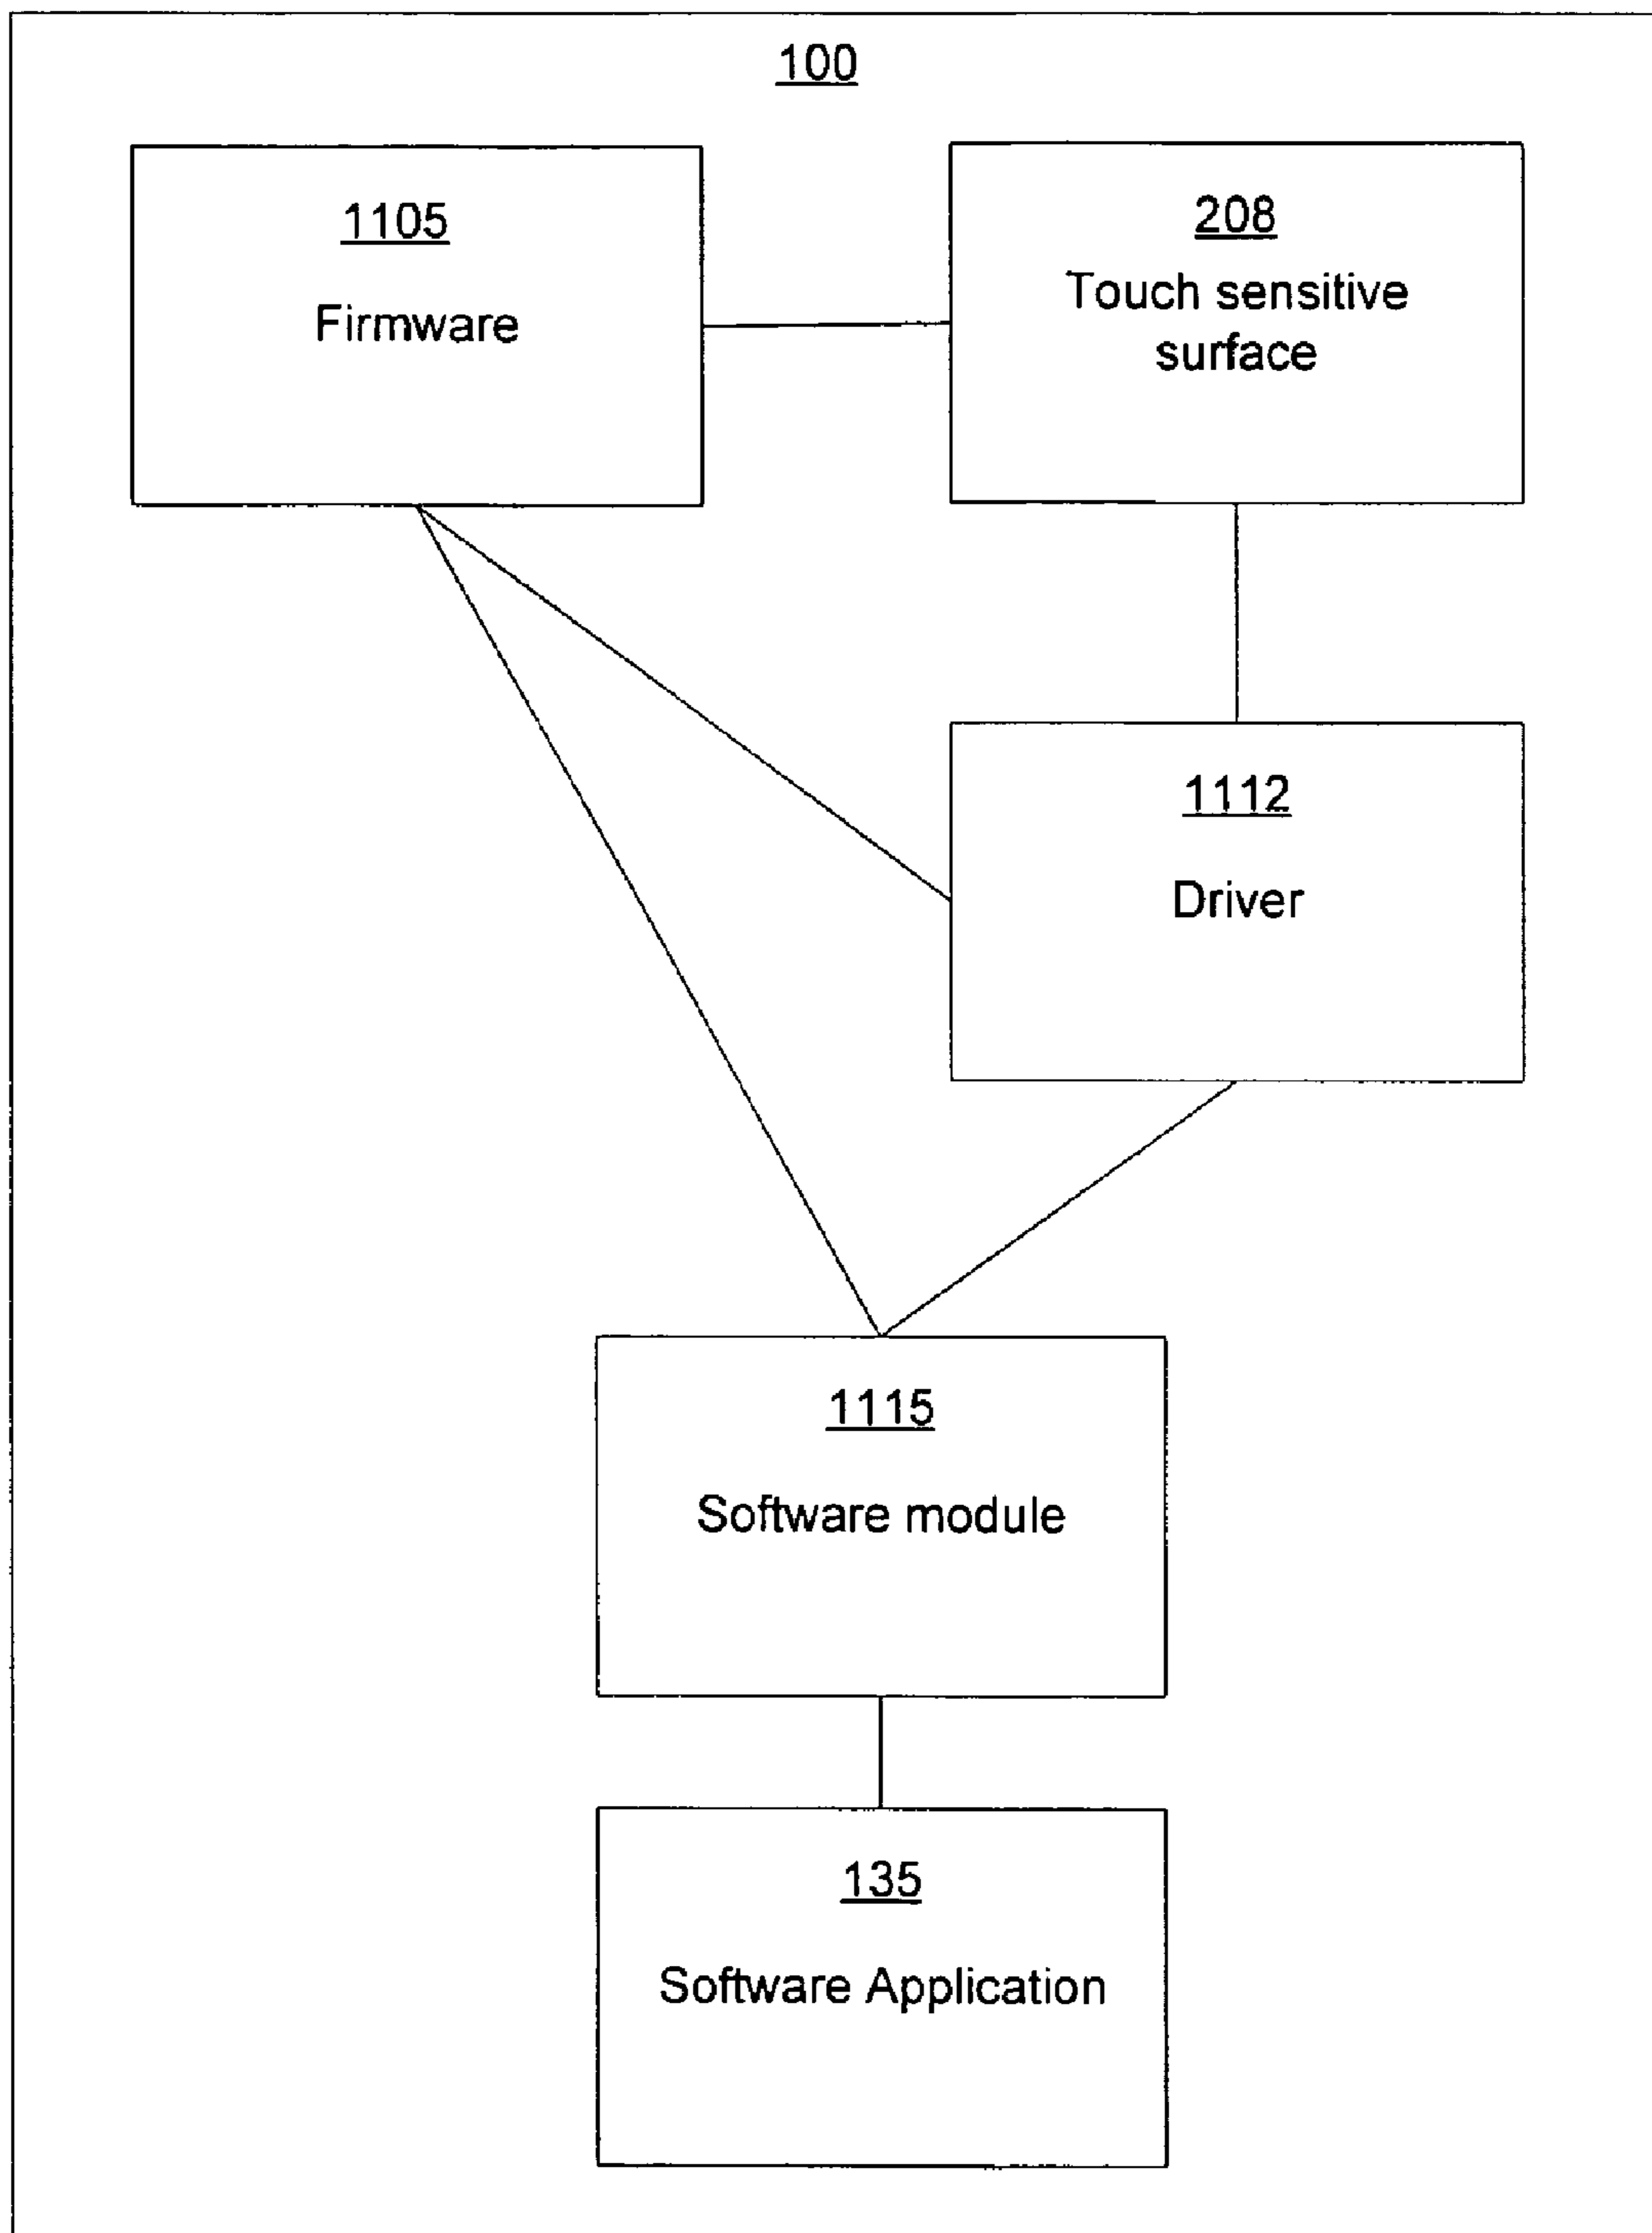 100
1105
Firmware
208
Touch sensitive
surface
1112
Driver
1115
Software module
135
Software Application